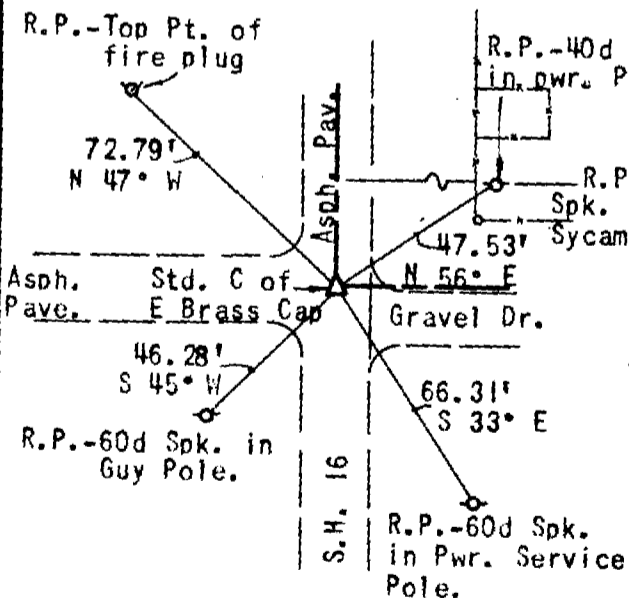 R.P.-Top Pt. of
fire plug
R.P.-40d
in pwr. P
72.79'
N 47° W
Asph. Pav.
R.P
Spk.
Sycam
47.53'
N 56° E
Asph.
Pave.
Std. C of
E Brass Cap
Gravel Dr.
46.28'
S 45° W
66.31'
S 33° E
R.P.-60d Spk. in
Guy Pole.
S.H. 16
R.P.-60d Spk.
in Pwr. Service
Pole.